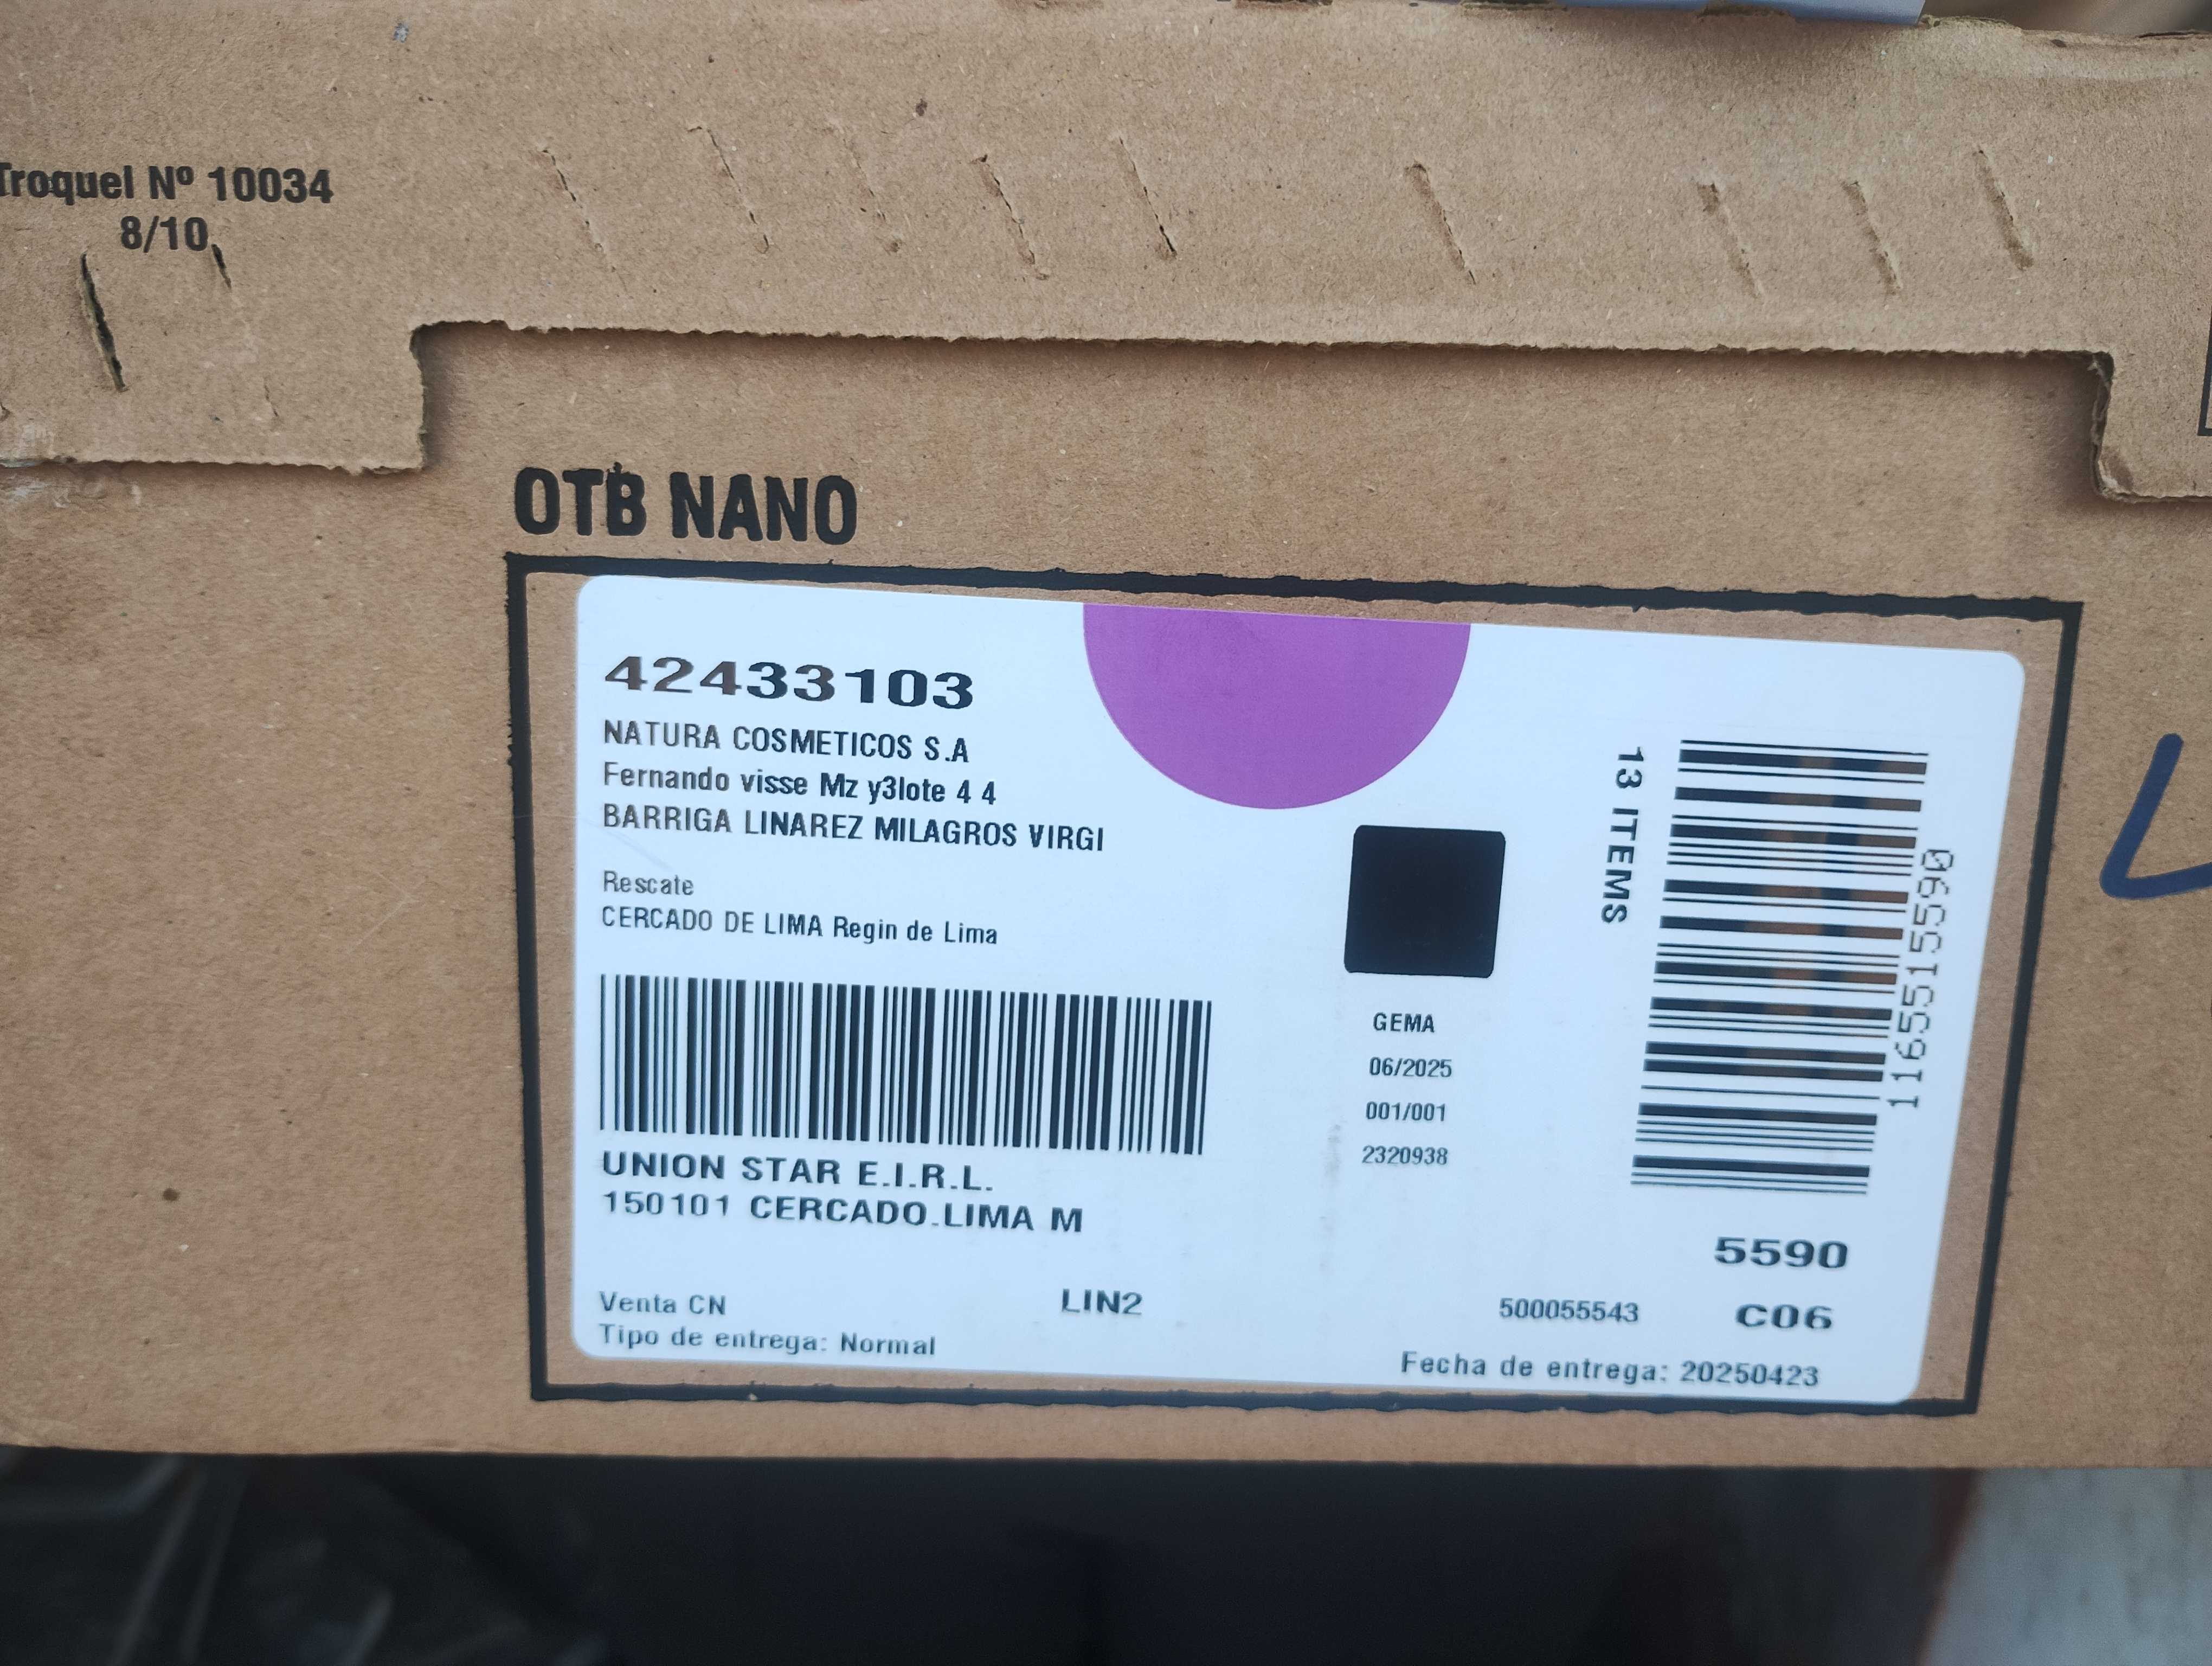 Troquel Nº 10034
8/10
OTB NANO
42433103
NATURA COSMETICOS S.A
Fernando visse Mz y3lote 4 4
BARRIGA LINAREZ MILAGROS VIRGI
Rescate
CERCADO DE LIMA Regin de Lima
UNION STAR E.I.R.L.
150101 CERCADO.LIMA M
Venta CN
LIN2
Tipo de entrega: Normal
GEMA
06/2025
001/001
2320938
13 ITEMS
1165515590
5590
500055543
C06
Fecha de entrega: 20250423